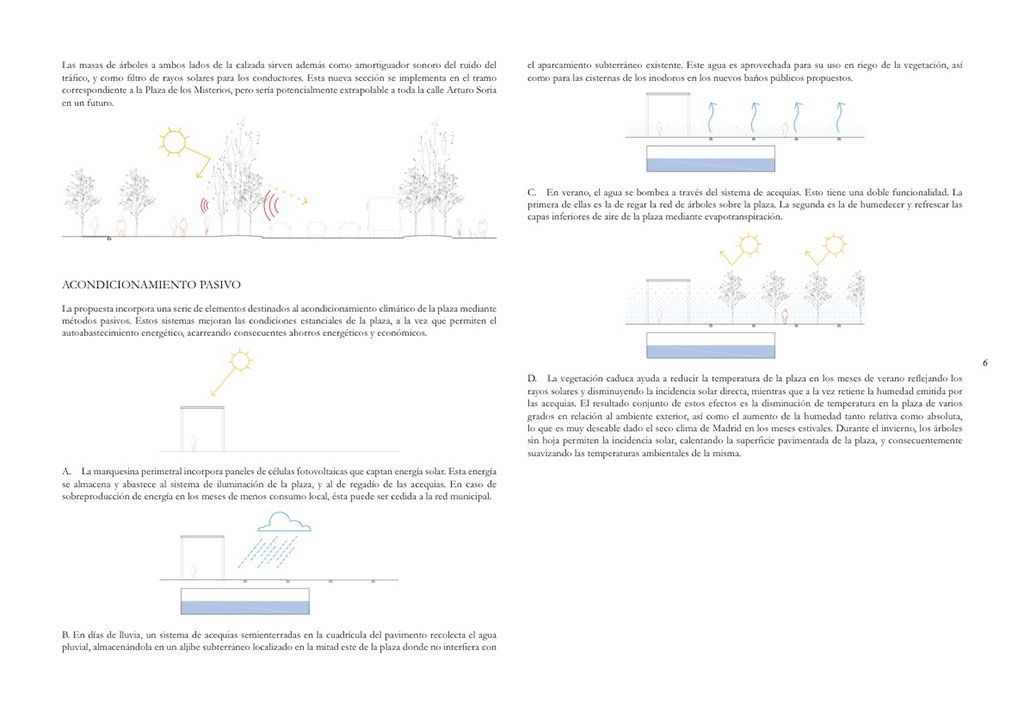 Las masas de árboles a ambos lados de la calzada sirven además como amortiguador sonoro del ruido del
tráfico, y como filtro de rayos solares para los conductores. Esta nueva sección se implementa en el tramo
correspondiente a la Plaza de los Misterios, pero sería potencialmente extrapolable a toda la calle Arturo Soria
en un futuro.
ACONDICIONAMIENTO PASIVO
La propuesta incorpora una serie de elementos destinados al acondicionamiento climático de la plaza mediante
métodos pasivos. Estos sistemas mejoran las condiciones estanciales de la plaza, a la vez que permiten el
autoabastecimiento energético, acarreando consecuentes ahorros energéticos y económicos.
A. La marquesina perimetral incorpora paneles de células fotovoltaicas que captan energía solar. Esta energía
se almacena y abastece al sistema de iluminación de la plaza, y al de regadío de las acequias. En caso de
sobreproducción de energía en los meses de menos consumo local, ésta puede ser cedida a la red municipal.
B. En días de lluvia, un sistema de acequias semienterradas en la cuadrícula del pavimento recolecta el agua
pluvial, almacenándola en un aljibe subterráneo localizado en la mitad este de la plaza donde no interfiera con
el aparcamiento subterráneo existente. Este agua es aprovechada para su uso en riego de la vegetación, así
como para las cisternas de los inodoros en los nuevos baños públicos propuestos.
C. En verano, el agua se bombea a través del sistema de acequias. Esto tiene una doble funcionalidad. La
primera de ellas es la de regar la red de árboles sobre la plaza. La segunda es la de humedecer y refrescar las
capas inferiores de aire de la plaza mediante evapotranspiración.
D. La vegetación caduca ayuda a reducir la temperatura de la plaza en los meses de verano reflejando los
rayos solares y disminuyendo la incidencia solar directa, mientras que a la vez retiene la humedad emitida por
las acequias. El resultado conjunto de estos efectos es la disminución de temperatura en la plaza de varios
grados en relación al ambiente exterior, así como el aumento de la humedad tanto relativa como absoluta,
lo que es muy deseable dado el seco clima de Madrid en los meses estivales. Durante el invierno, los árboles
sin hoja permiten la incidencia solar, calentando la superficie pavimentada de la plaza, y consecuentemente
suavizando las temperaturas ambientales de la misma.
6